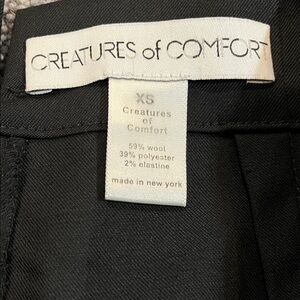 CREATURES of COMFORT
XS
Creatures
of
Comfort
59% wool
39% polyester
2% elastine
made in new york